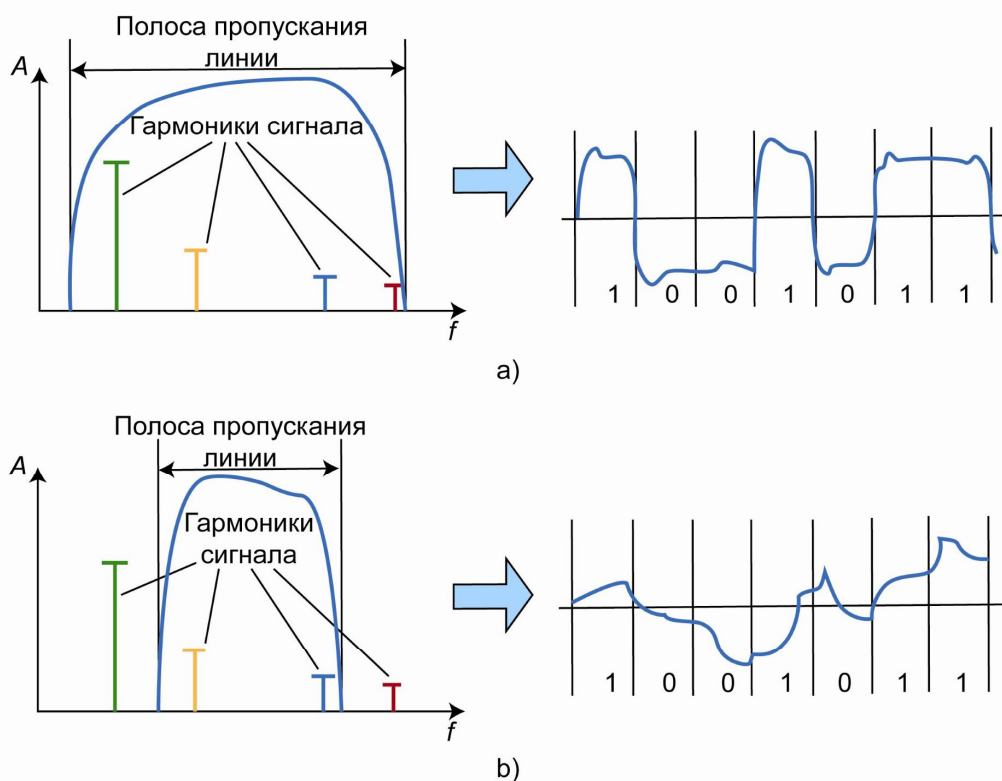 Полоса пропускания
линии
A
Гармоники сигнала
1 0 0 1 0 1 1
f
a)
Полоса пропускания
линии
A
Гармоники
сигнала
1 0 0 1 0 1 1
f
b)